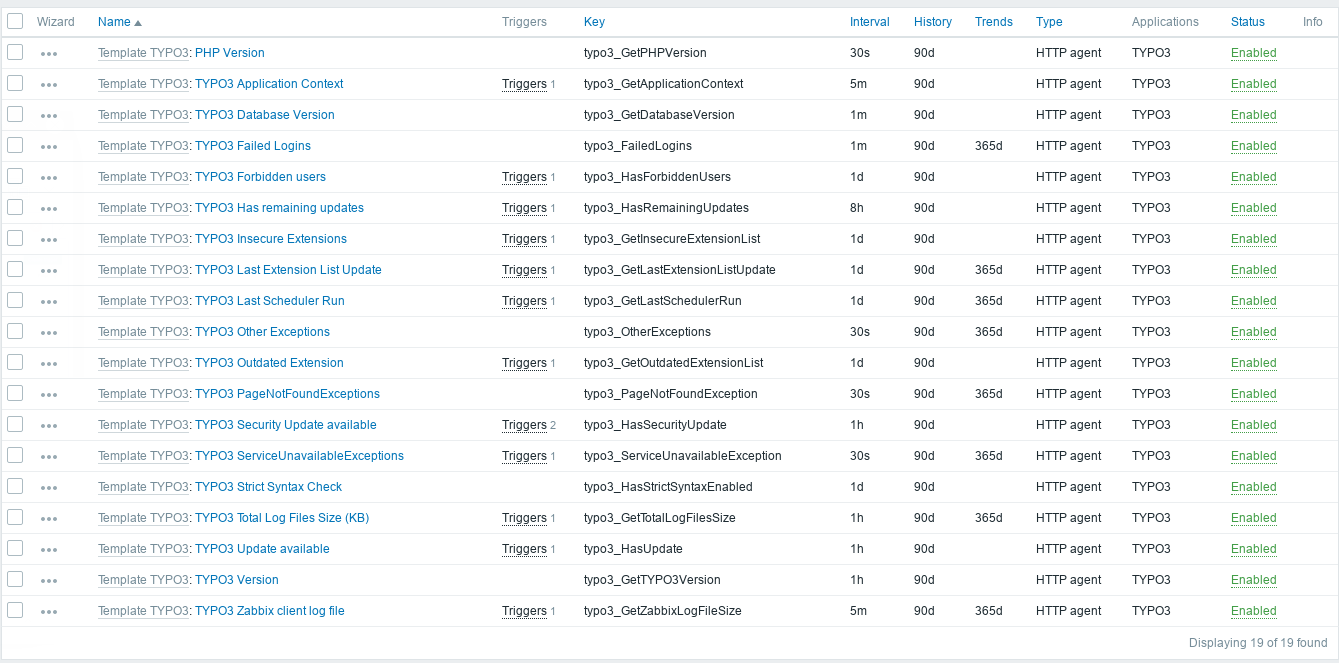 Wizard Name Triggers Key Interval History Trends Type Applications Status Info
Template TYPO3: PHP Version typo3_GetPHPVersion 30s 90d HTTP agent TYPO3 Enabled
Template TYPO3: TYPO3 Application Context Triggers 1 typo3_GetApplicationContext 5m 90d HTTP agent TYPO3 Enabled
Template TYPO3: TYPO3 Database Version typo3_GetDatabaseVersion 1m 90d HTTP agent TYPO3 Enabled
Template TYPO3: TYPO3 Failed Logins typo3_FailedLogins 1m 90d 365d HTTP agent TYPO3 Enabled
Template TYPO3: TYPO3 Forbidden users Triggers 1 typo3_HasForbiddenUsers 1d 90d HTTP agent TYPO3 Enabled
Template TYPO3: TYPO3 Has remaining updates Triggers 1 typo3_HasRemainingUpdates 8h 90d HTTP agent TYPO3 Enabled
Template TYPO3: TYPO3 Insecure Extensions Triggers 1 typo3_GetInsecureExtensionList 1d 90d HTTP agent TYPO3 Enabled
Template TYPO3: TYPO3 Last Extension List Update Triggers 1 typo3_GetLastExtensionListUpdate 1d 90d 365d HTTP agent TYPO3 Enabled
Template TYPO3: TYPO3 Last Scheduler Run Triggers 1 typo3_GetLastSchedulerRun 1d 90d 365d HTTP agent TYPO3 Enabled
Template TYPO3: TYPO3 Other Exceptions typo3_OtherExceptions 30s 90d 365d HTTP agent TYPO3 Enabled
Template TYPO3: TYPO3 Outdated Extension Triggers 1 typo3_GetOutdatedExtensionList 1d 90d HTTP agent TYPO3 Enabled
Template TYPO3: TYPO3 PageNotFoundExceptions typo3_PageNotFoundException 30s 90d 365d HTTP agent TYPO3 Enabled
Template TYPO3: TYPO3 Security Update available Triggers 2 typo3_HasSecurityUpdate 1h 90d HTTP agent TYPO3 Enabled
Template TYPO3: TYPO3 ServiceUnavailableExceptions Triggers 1 typo3_ServiceUnavailableException 30s 90d 365d HTTP agent TYPO3 Enabled
Template TYPO3: TYPO3 Strict Syntax Check typo3_HasStrictSyntaxEnabled 1d 90d HTTP agent TYPO3 Enabled
Template TYPO3: TYPO3 Total Log Files Size (KB) Triggers 1 typo3_GetTotalLogFilesSize 1h 90d 365d HTTP agent TYPO3 Enabled
Template TYPO3: TYPO3 Update available Triggers 1 typo3_HasUpdate 1h 90d HTTP agent TYPO3 Enabled
Template TYPO3: TYPO3 Version typo3_GetTYPO3Version 1h 90d HTTP agent TYPO3 Enabled
Template TYPO3: TYPO3 Zabbix client log file Triggers 1 typo3_GetZabbixLogFileSize 5m 90d 365d HTTP agent TYPO3 Enabled
Displaying 19 of 19 found